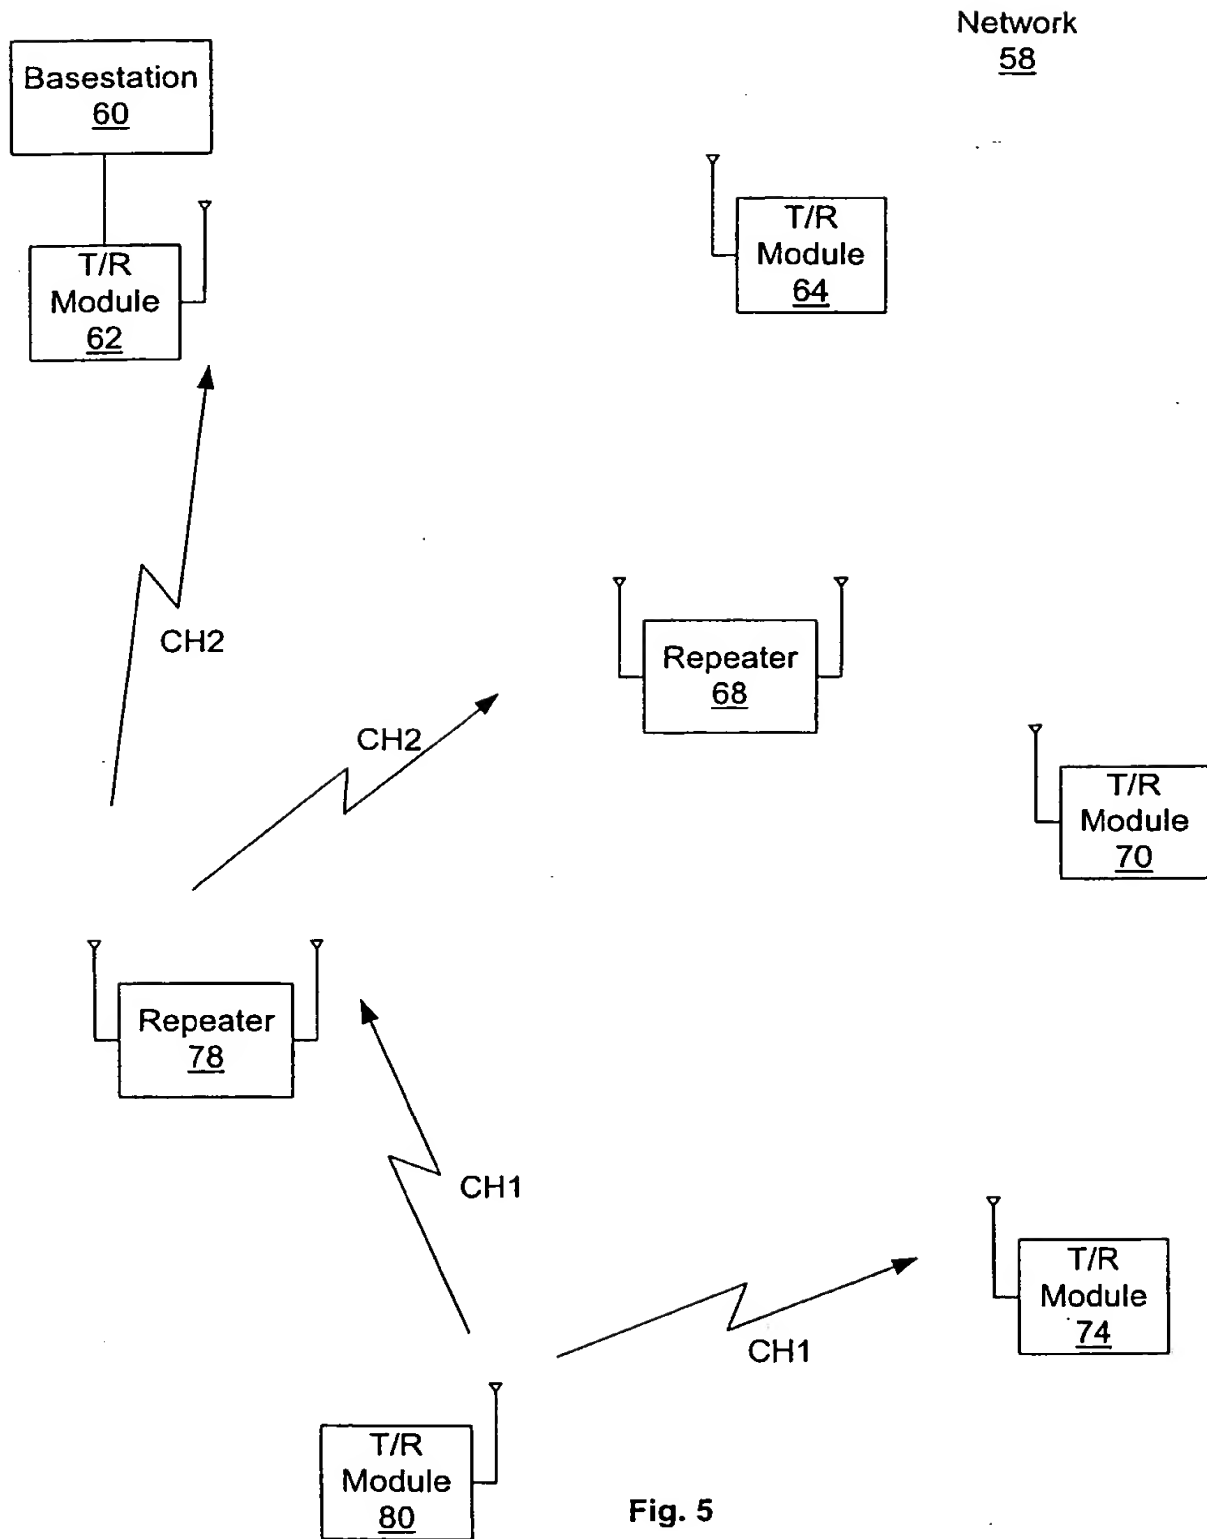 Network
58
Basestation
60
T/R
Module
62
T/R
Module
64
CH2
Repeater
68
CH2
T/R
Module
70
Repeater
78
CH1
T/R
Module
74
CH1
T/R
Module
80
Fig. 5